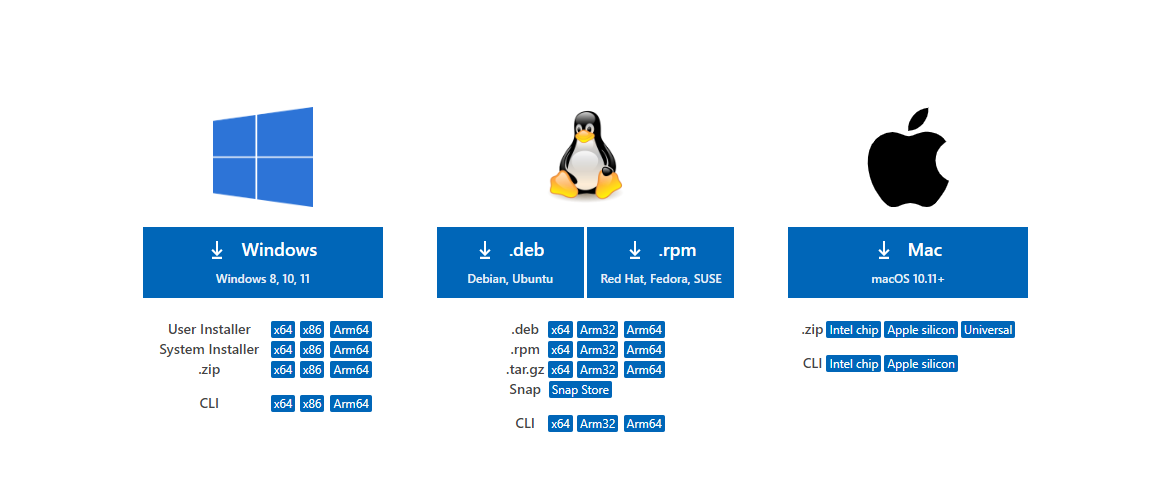 Windows
Windows 8, 10, 11
User Installer x64 x86 Arm64
System Installer x64 x86 Arm64
.zip x64 x86 Arm64
CLI x64 x86 Arm64
.deb
Debian, Ubuntu
.rpm
Red Hat, Fedora, SUSE
.deb x64 Arm32 Arm64
.rpm x64 Arm32 Arm64
.tar.gz x64 Arm32 Arm64
Snap Snap Store
CLI x64 Arm32 Arm64
Mac
macOS 10.11+
.zip Intel chip Apple silicon Universal
CLI Intel chip Apple silicon